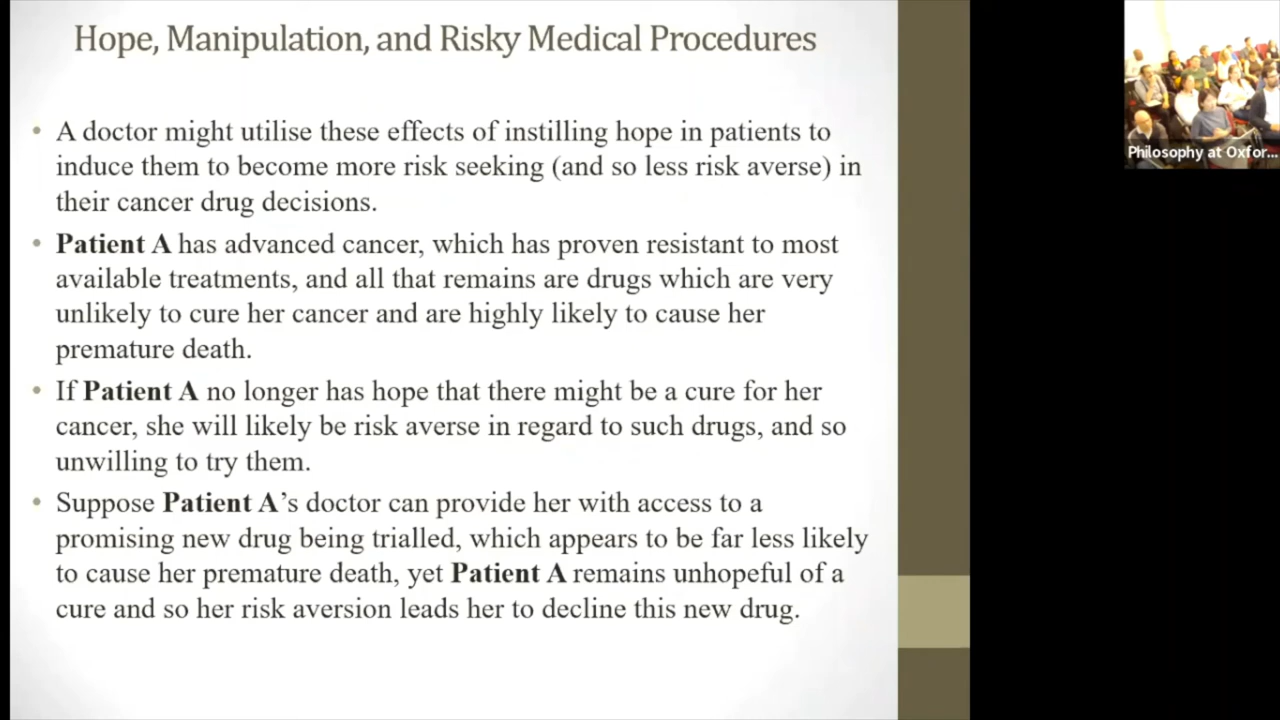 Hope, Manipulation, and Risky Medical Procedures
• A doctor might utilise these effects of instilling hope in patients to
induce them to become more risk seeking (and so less risk averse) in
their cancer drug decisions.
• Patient A has advanced cancer, which has proven resistant to most
available treatments, and all that remains are drugs which are very
unlikely to cure her cancer and are highly likely to cause her
premature death.
• If Patient A no longer has hope that there might be a cure for her
cancer, she will likely be risk averse in regard to such drugs, and so
unwilling to try them.
• Suppose Patient A’s doctor can provide her with access to a
promising new drug being trialled, which appears to be far less likely
to cause her premature death, yet Patient A remains unhopeful of a
cure and so her risk aversion leads her to decline this new drug.
Philosophy at Oxfor...